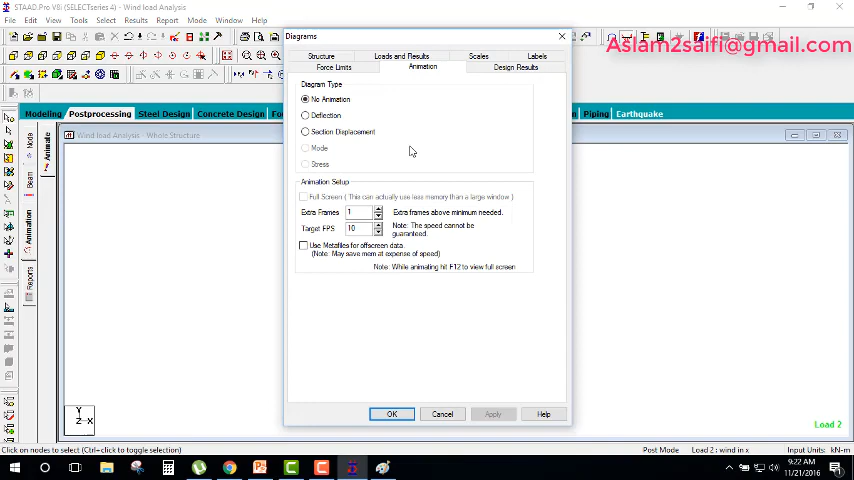 STAAD.Pro V8i (SELECTseries 4) - Wind load Analysis
File Edit View Tools Select Results Report Mode Window Help
Aslam2saifi@gmail.com
Modeling Postprocessing Steel Design Concrete Design Piping Earthquake
Wind load Analysis - Whole Structure
Node
Beam
Animation
Reports
Animate
Diagrams
Structure Loads and Results Scales Labels
Force Limits Animation Design Results
Diagram Type
No Animation
Deflection
Section Displacement
Mode
Stress
Animation Setup
Full Screen ( This can actually use less memory than a large window )
Extra Frames 1 Extra frames above minimum needed.
Target FPS 10 Note: The speed cannot be
guaranteed.
Use Metafiles for offscreen data.
(Note: May save mem at expense of speed)
Note: While animating hit F12 to view full screen
OK Cancel Apply Help
Y
Z X
Load 2
Click on nodes to select (Ctrl+click to toggle selection) Post Mode Load 2 : wind in x Input Units: kN-m
9:22 AM
11/21/2016